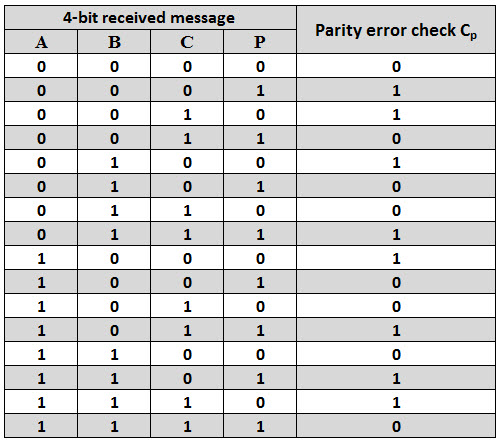 4-bit received message Parity error check Cp
A B C P
0 0 0 0 0
0 0 0 1 1
0 0 1 0 1
0 0 1 1 0
0 1 0 0 1
0 1 0 1 0
0 1 1 0 0
0 1 1 1 1
1 0 0 0 1
1 0 0 1 0
1 0 1 0 0
1 0 1 1 1
1 1 0 0 0
1 1 0 1 1
1 1 1 0 1
1 1 1 1 0